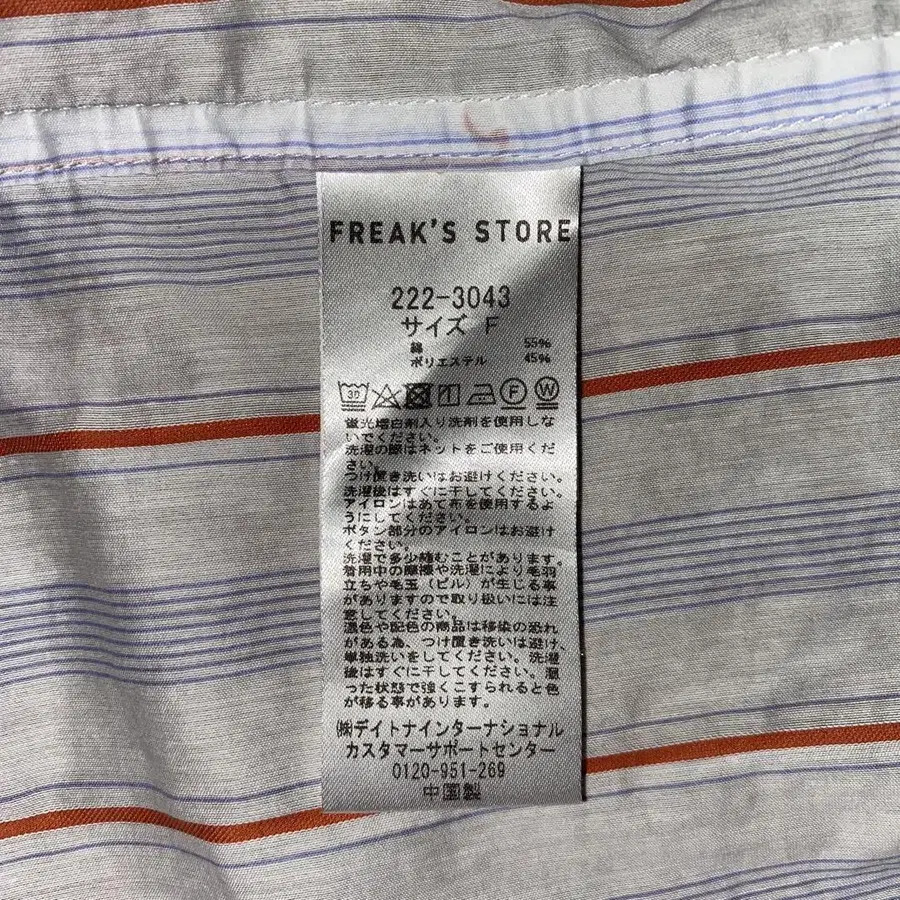 FREAK'S STORE
222-3043
サイズ F
綿 55%
ポリエステル 45%
30 F W
蛍光増白剤入り洗剤を使用しな
いでください。
洗濯の際はネットをご使用くだ
さい。
つけ置き洗いはお避けください。
洗濯後はすぐに干してください。
アイロンはあて布を使用するよ
うにしてください。
ボタン部分のアイロンはお避け
ください。
洗濯で多少縮むことがあります。
着用中の摩擦や洗濯により毛羽
立ちや毛玉（ピル）が生じる事
がありますので取り扱いには注
意してください。
濃色や配色の商品は移染の恐れ
がある為、つけ置き洗いは避け、
単独洗いをしてください。洗濯
後はすぐに干してください。湿
った状態で強くこすられると色
が移る事があります。
㈱デイトナインターナショナル
カスタマーサポートセンター
0120-951-269
中国製